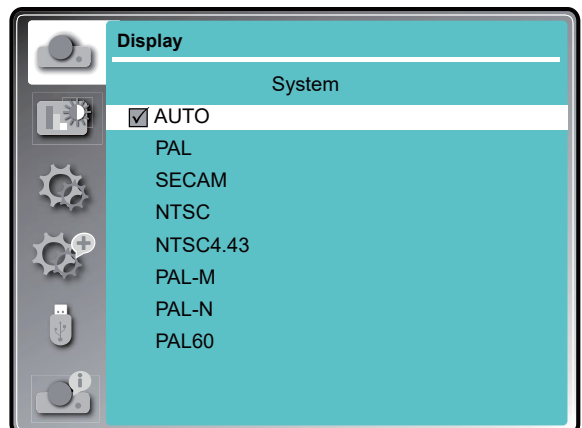 Display
System
AUTO
PAL
SECAM
NTSC
NTSC4.43
PAL-M
PAL-N
PAL60